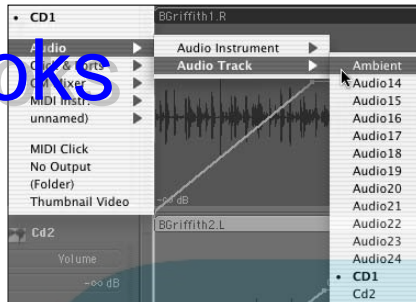 CD1
BGriffith1.R
Audio
Audio Instrument
Audio Track
Ambient
Audio14
Audio15
Audio16
Audio17
Audio18
Audio19
Audio20
Audio21
Audio22
Audio23
Audio24
CD1
Cd2
oks
Mixer
MIDI Instr.
unnamed)
MIDI Click
No Output
(Folder)
Thumbnail Video
-∞ dB
BGriffith2.L
Cd2
Volume
-∞ dB